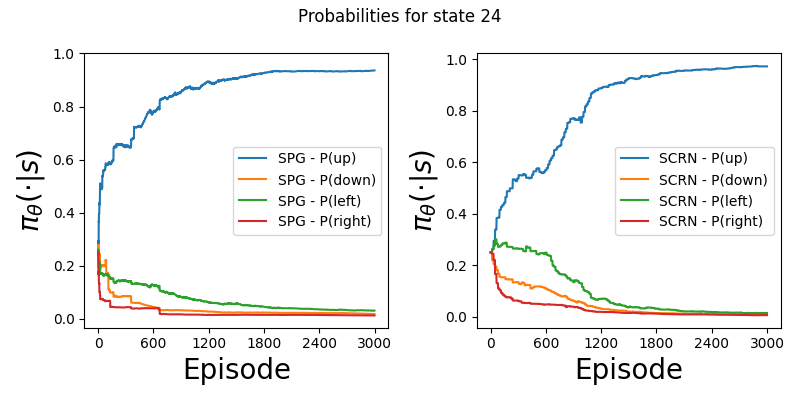 Probabilities for state 24
π_θ(·|s)
1.0
0.8
0.6
0.4
0.2
0.0
SPG - P(up)
SPG - P(down)
SPG - P(left)
SPG - P(right)
0 600 1200 1800 2400 3000
Episode
π_θ(·|s)
1.0
0.8
0.6
0.4
0.2
0.0
SCRN - P(up)
SCRN - P(down)
SCRN - P(left)
SCRN - P(right)
0 600 1200 1800 2400 3000
Episode